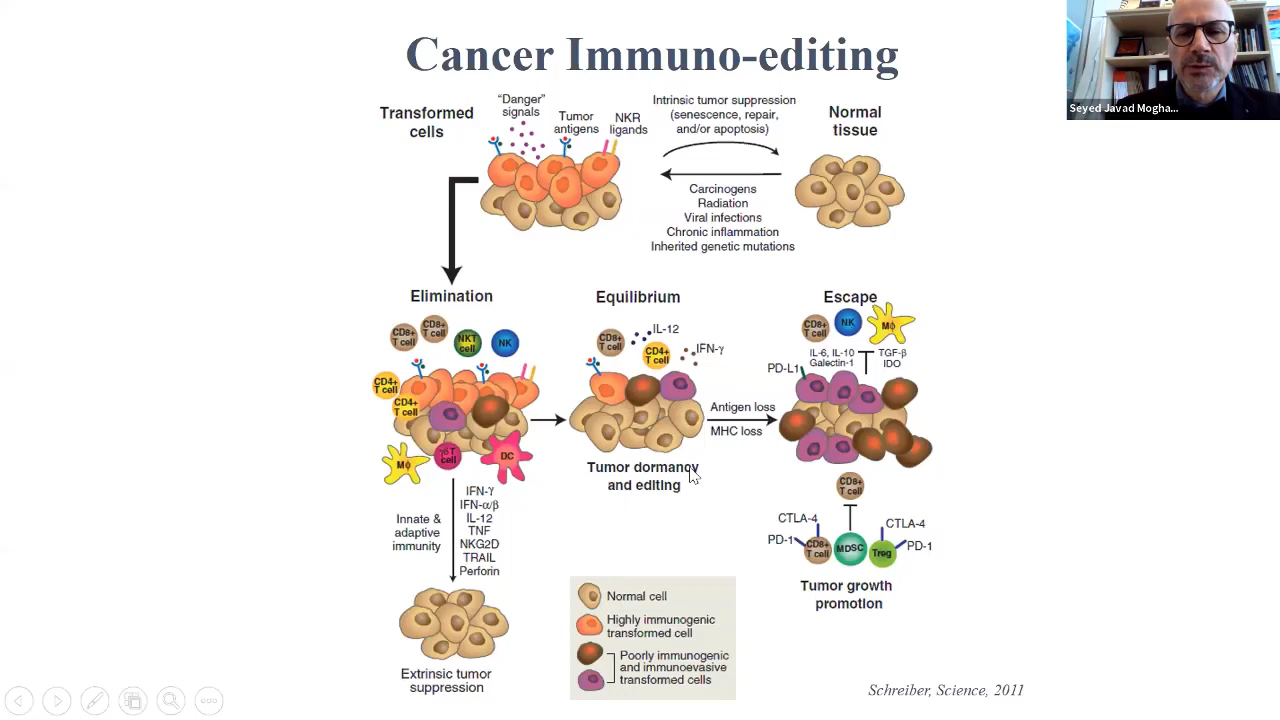 Cancer Immuno-editing
Seyed Javad Mogha...
Transformed
cells
"Danger"
signals
Tumor
antigens
NKR
ligands
Intrinsic tumor suppression
(senescence, repair,
and/or apoptosis)
Normal
tissue
Carcinogens
Radiation
Viral infections
Chronic inflammation
Inherited genetic mutations
Elimination
CD8+
T cell
CD8+
T cell
NKT
cell
NK
CD4+
T cell
CD4+
T cell
Mϕ
γδT
cell
DC
Innate &
adaptive
immunity
IFN-γ
IFN-α/β
IL-12
TNF
NKG2D
TRAIL
Perforin
Extrinsic tumor
suppression
Equilibrium
CD8+
T cell
IL-12
CD4+
T cell
IFN-γ
Tumor dormancy
and editing
Antigen loss
MHC loss
Escape
CD8+
T cell
NK
Mϕ
IL-6, IL-10
Galectin-1
TGF-β
IDO
PD-L1
CD8+
T cell
CTLA-4
PD-1
CD8+
T cell
MDSC
Treg
CTLA-4
PD-1
Tumor growth
promotion
Normal cell
Highly immunogenic
transformed cell
Poorly immunogenic
and immunoevasive
transformed cells
Schreiber, Science, 2011